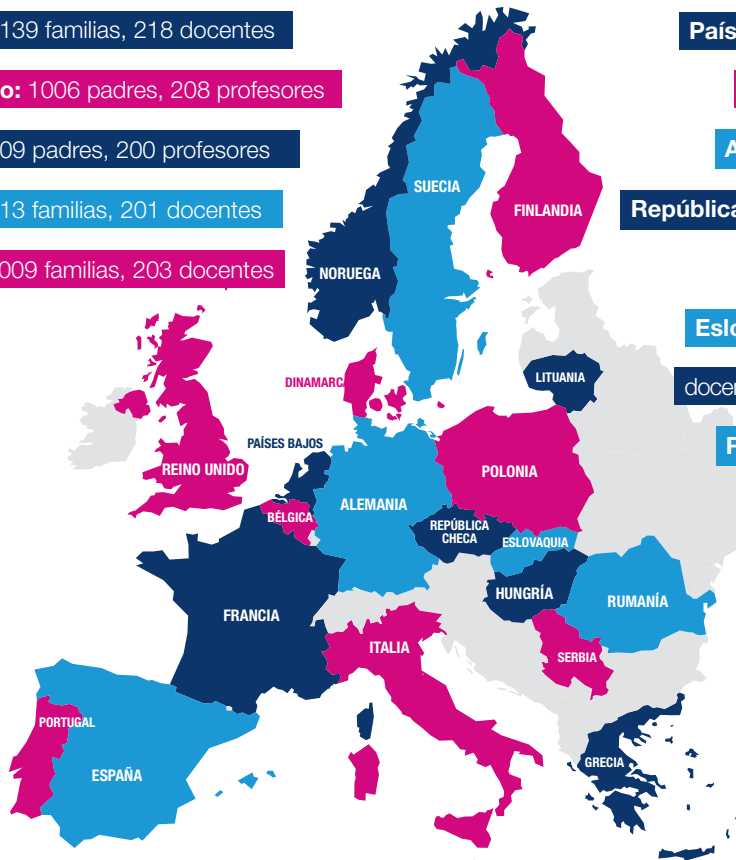 139 familias, 218 docentes
o: 1006 padres, 208 profesores
09 padres, 200 profesores
13 familias, 201 docentes
009 familias, 203 docentes
País
A
República
Eslo
docen
F
SUECIA
FINLANDIA
NORUEGA
LITUANIA
DINAMARCA
PAÍSES BAJOS
REINO UNIDO
POLONIA
ALEMANIA
BÉLGICA
REPÚBLICA
CHECA
ESLOVAQUIA
HUNGRÍA
RUMANÍA
FRANCIA
ITALIA
SERBIA
PORTUGAL
GRECIA
ESPAÑA